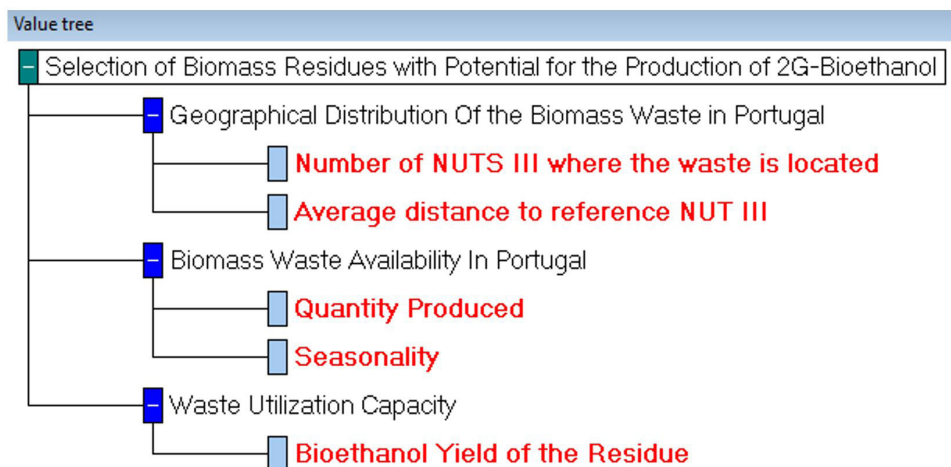 Value tree
Selection of Biomass Residues with Potential for the Production of 2G-Bioethanol
Geographical Distribution Of the Biomass Waste in Portugal
Number of NUTS III where the waste is located
Average distance to reference NUT III
Biomass Waste Availability In Portugal
Quantity Produced
Seasonality
Waste Utilization Capacity
Bioethanol Yield of the Residue